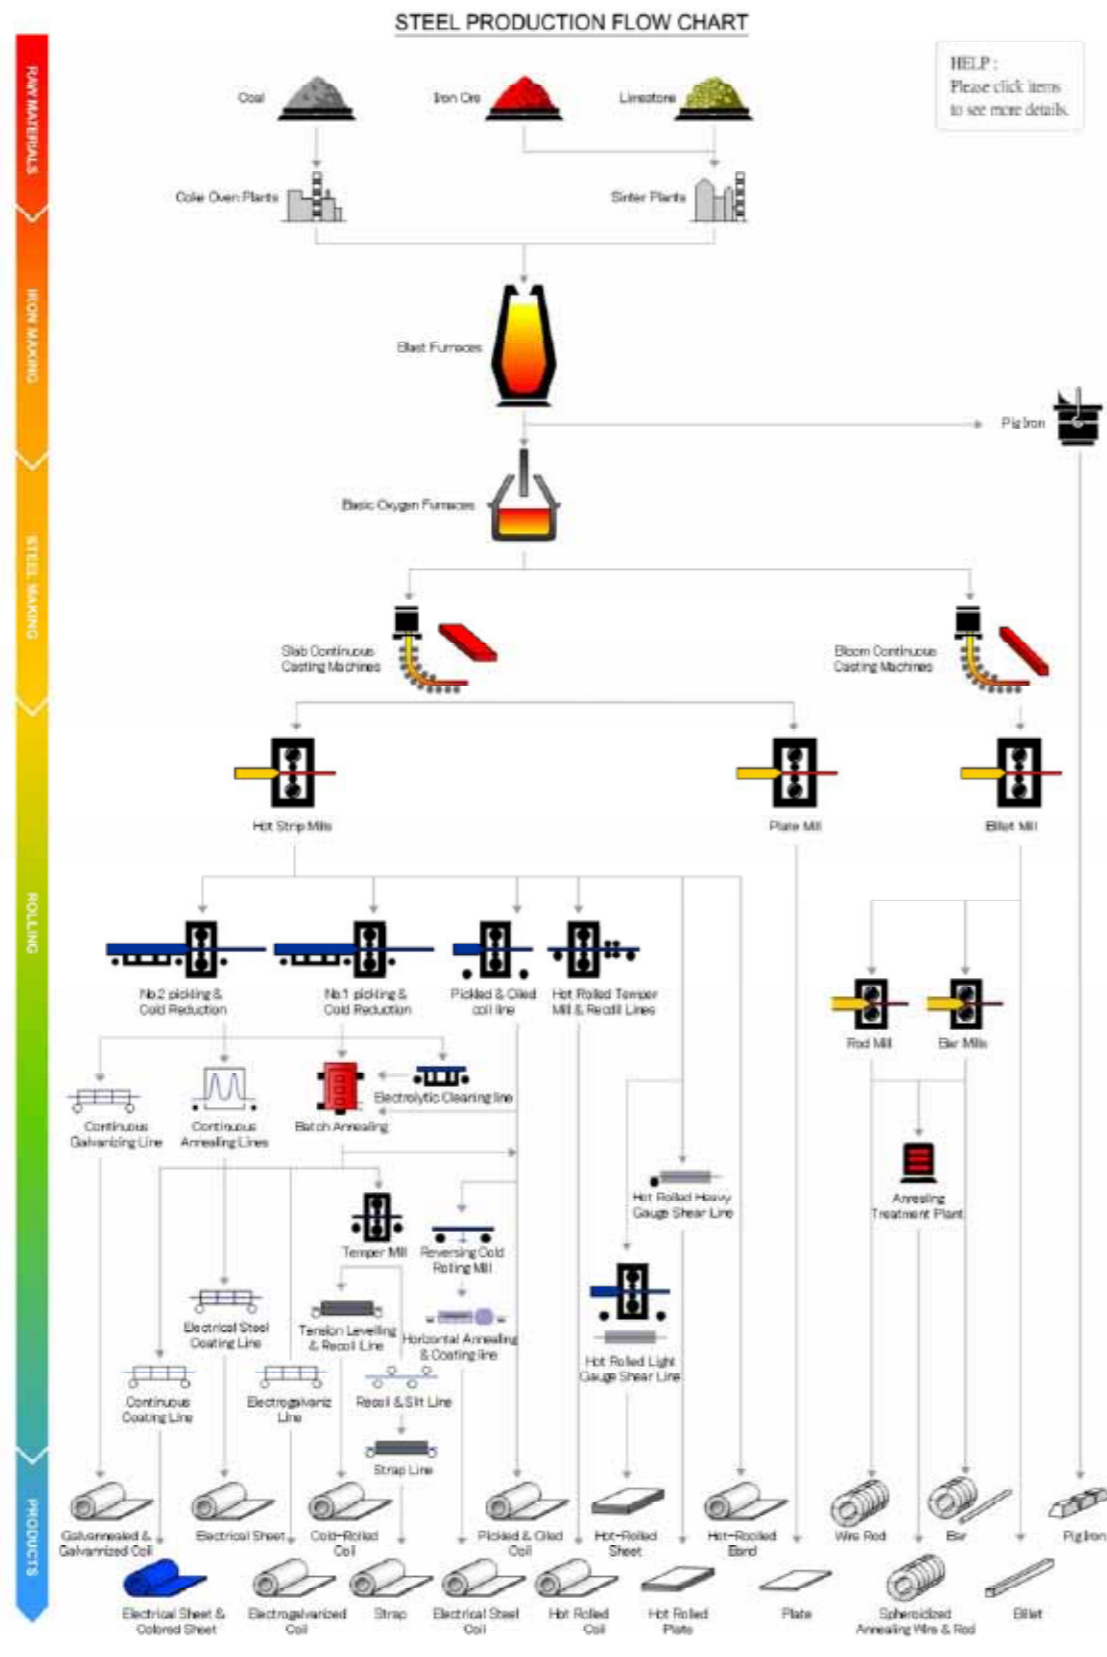 STEEL PRODUCTION FLOW CHART
HELP :
Please click items
to see more details.
RAW MATERIALS
Coal
Iron Ore
Limestone
Coke Oven Plants
Sinter Plants
IRON MAKING
Blast Furnaces
Pig Iron
Basic Oxygen Furnaces
STEEL MAKING
Slab Continuous
Casting Machines
Bloom Continuous
Casting Machines
Hot Strip Mills
Plate Mill
Billet Mill
ROLLING
No.2 pickling &
Cold Reduction
No.1 pickling &
Cold Reduction
Pickled & Oiled
coil line
Hot Rolled Temper
Mill & Recoil Lines
Rod Mill
Bar Mills
Electrolytic Cleaning line
Continuous
Galvanizing Line
Continuous
Annealing Lines
Batch Annealing
Hot Rolled Heavy
Gauge Shear Line
Annealing
Treatment Plant
Temper Mill
Reversing Cold
Rolling Mill
Electrical Steel
Coating Line
Tension Levelling
& Recoil Line
Horizontal Annealing
& Coating line
Hot Rolled Light
Gauge Shear Line
Continuous
Coating Line
Electrogalvaniz
Line
Recoil & Slit Line
Strap Line
PRODUCTS
Galvannealed &
Galvannized Coil
Electrical Sheet
Cold-Rolled
Coil
Pickled & Oiled
Coil
Hot-Rolled
Sheet
Hot-Roolled
Band
Wire Rod
Bar
Pig Iron
Electrical Sheet &
Colored Sheet
Electrogalvanized
Coil
Strap
Electrical Steel
Coil
Hot Rolled
Coil
Hot Rolled
Plate
Plate
Spheroidized
Annealing Wire & Rod
Billet